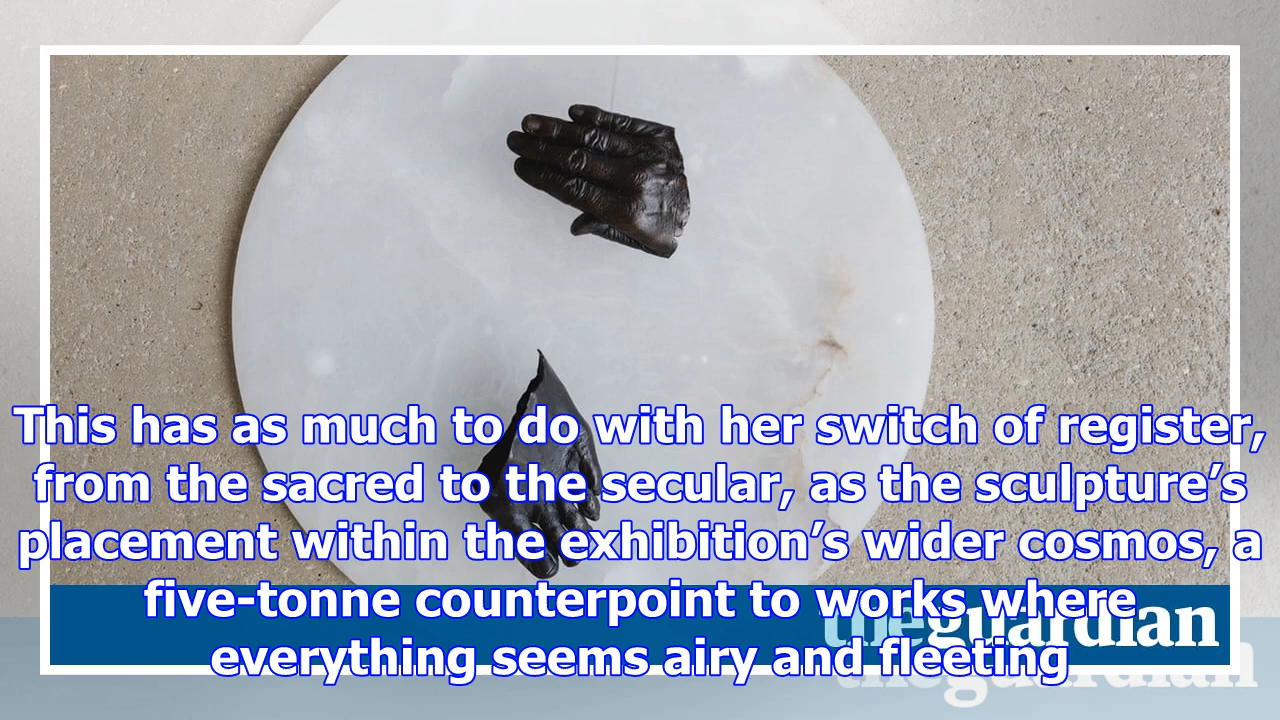 This has as much to do with her switch of register,
from the sacred to the secular, as the sculpture’s
placement within the exhibition’s wider cosmos, a
five-tonne counterpoint to works where
everything seems airy and fleeting
theguardian
theguardian